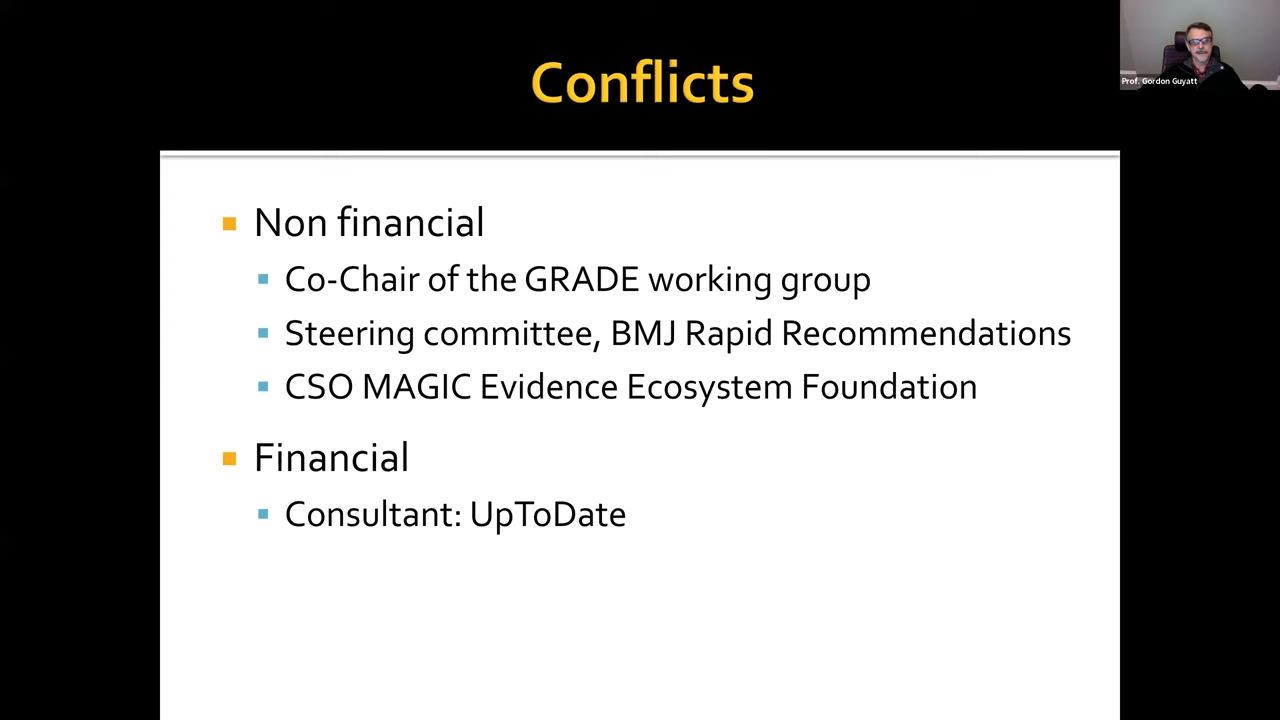 Conflicts
Prof. Gordon Guyatt
Non financial
Co-Chair of the GRADE working group
Steering committee, BMJ Rapid Recommendations
CSO MAGIC Evidence Ecosystem Foundation
Financial
Consultant: UpToDate